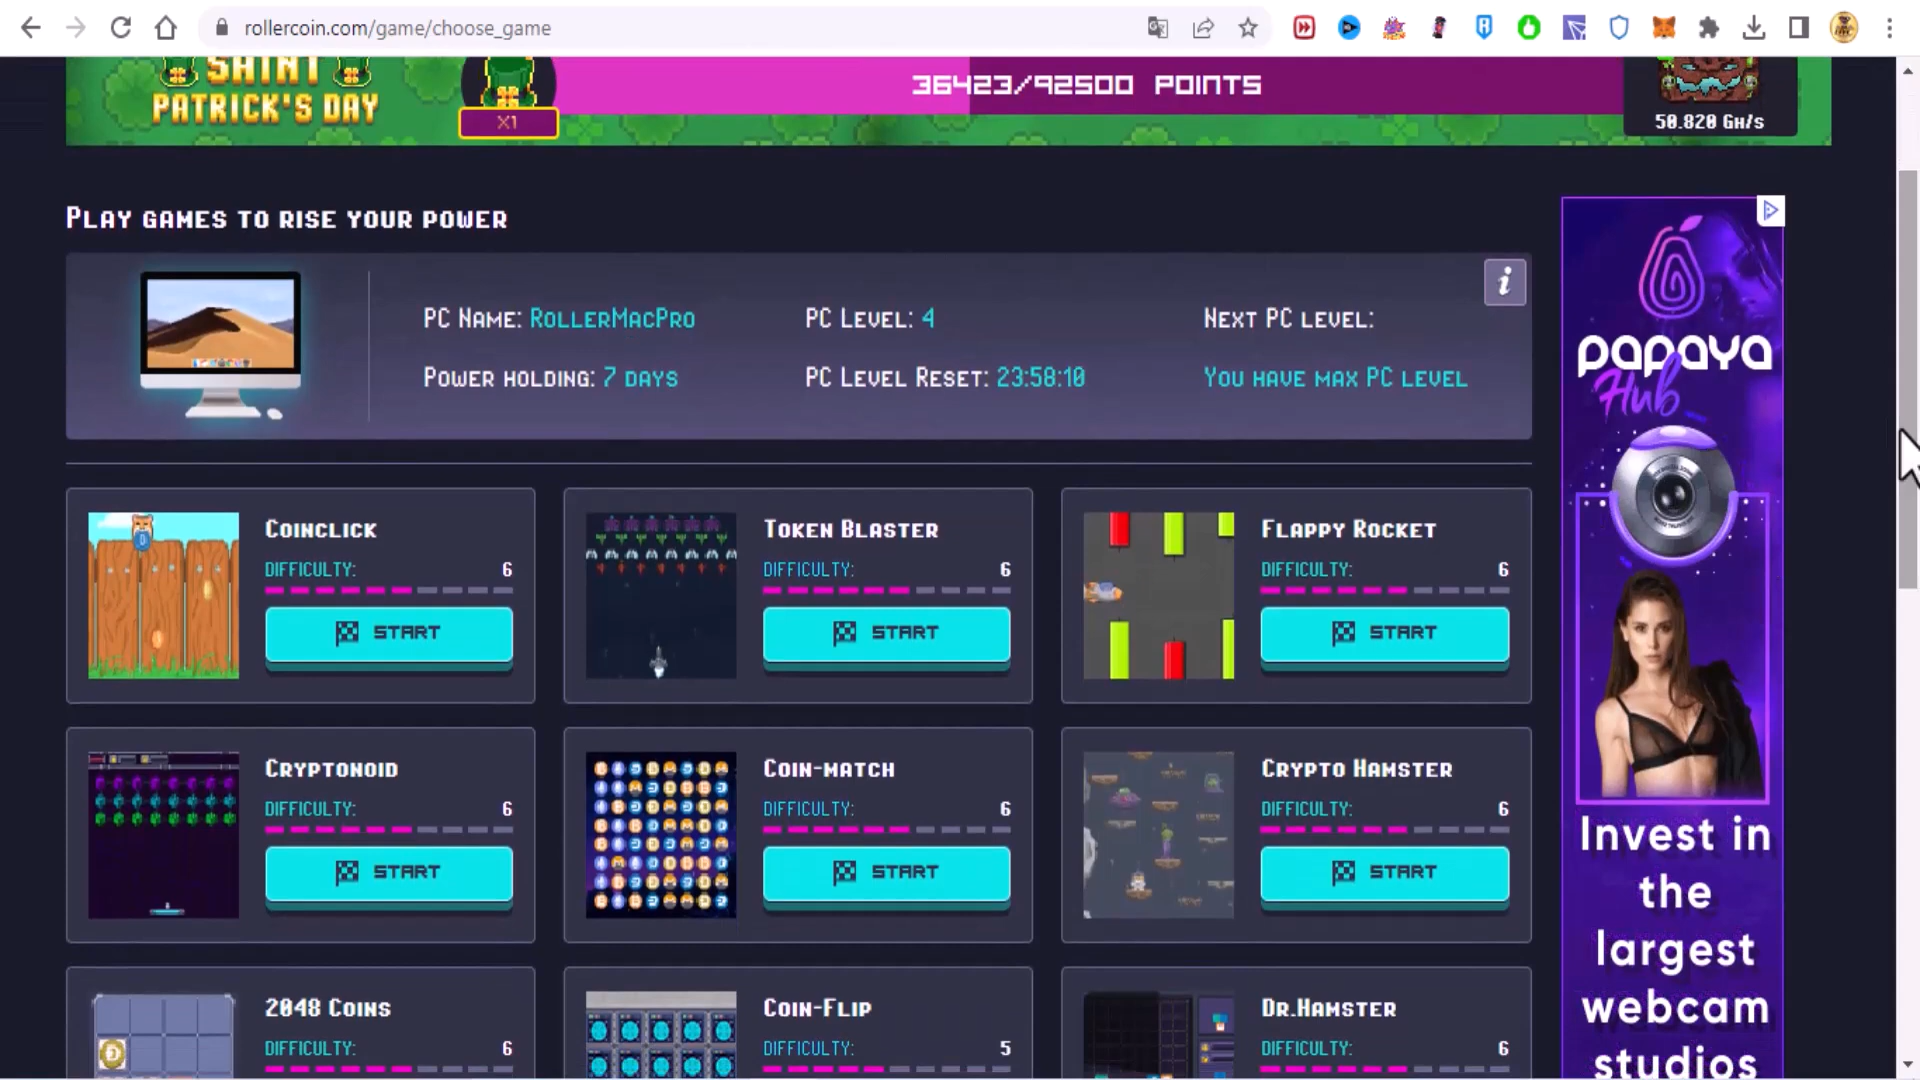 rollercoin.com/game/choose_game
SAINT
PATRICK'S DAY
X1
36423/92500 POINTS
50.820 GH/S
PLAY GAMES TO RISE YOUR POWER
PC NAME: ROLLERMACPRO
PC LEVEL: 4
NEXT PC LEVEL:
POWER HOLDING: 7 DAYS
PC LEVEL RESET: 23:58:10
YOU HAVE MAX PC LEVEL
i
COINCLICK
DIFFICULTY: 6
START
TOKEN BLASTER
DIFFICULTY: 6
START
FLAPPY ROCKET
DIFFICULTY: 6
START
CRYPTONOID
DIFFICULTY: 6
START
COIN-MATCH
DIFFICULTY: 6
START
CRYPTO HAMSTER
DIFFICULTY: 6
START
2048 COINS
DIFFICULTY: 6
COIN-FLIP
DIFFICULTY: 5
DR.HAMSTER
DIFFICULTY: 6
papaya
Hub
Invest in
the
largest
webcam
studios